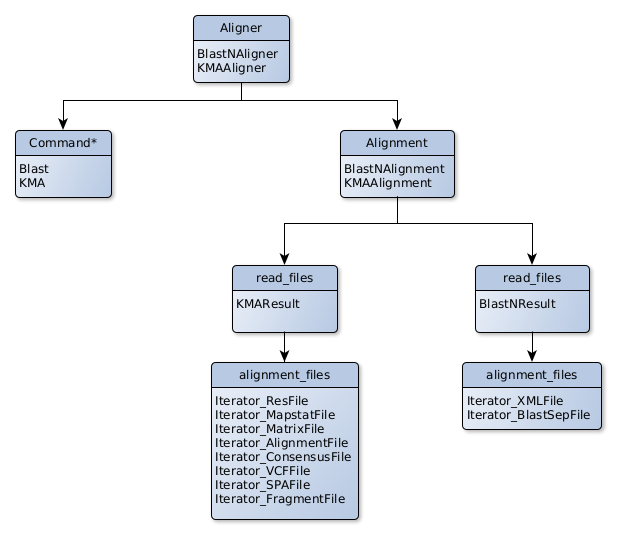 Aligner
BlastNAligner
KMAAligner
Command*
Blast
KMA
Alignment
BlastNAlignment
KMAAlignment
read_files
KMAResult
read_files
BlastNResult
alignment_files
Iterator_ResFile
Iterator_MapstatFile
Iterator_MatrixFile
Iterator_AlignmentFile
Iterator_ConsensusFile
Iterator_VCFFile
Iterator_SPAFile
Iterator_FragmentFile
alignment_files
Iterator_XMLFile
Iterator_BlastSepFile